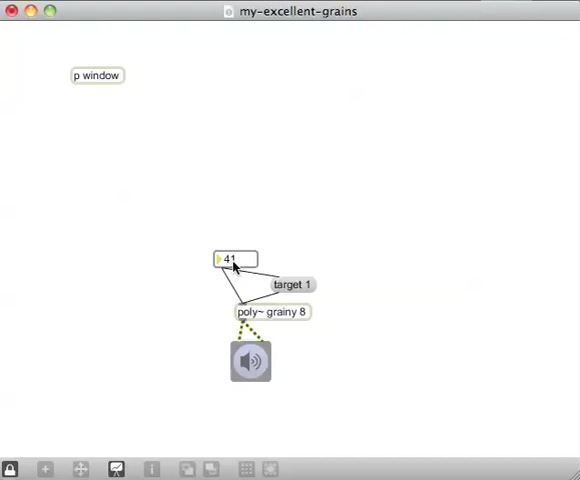 my-excellent-grains
p window
41
target 1
poly~ grainy 8